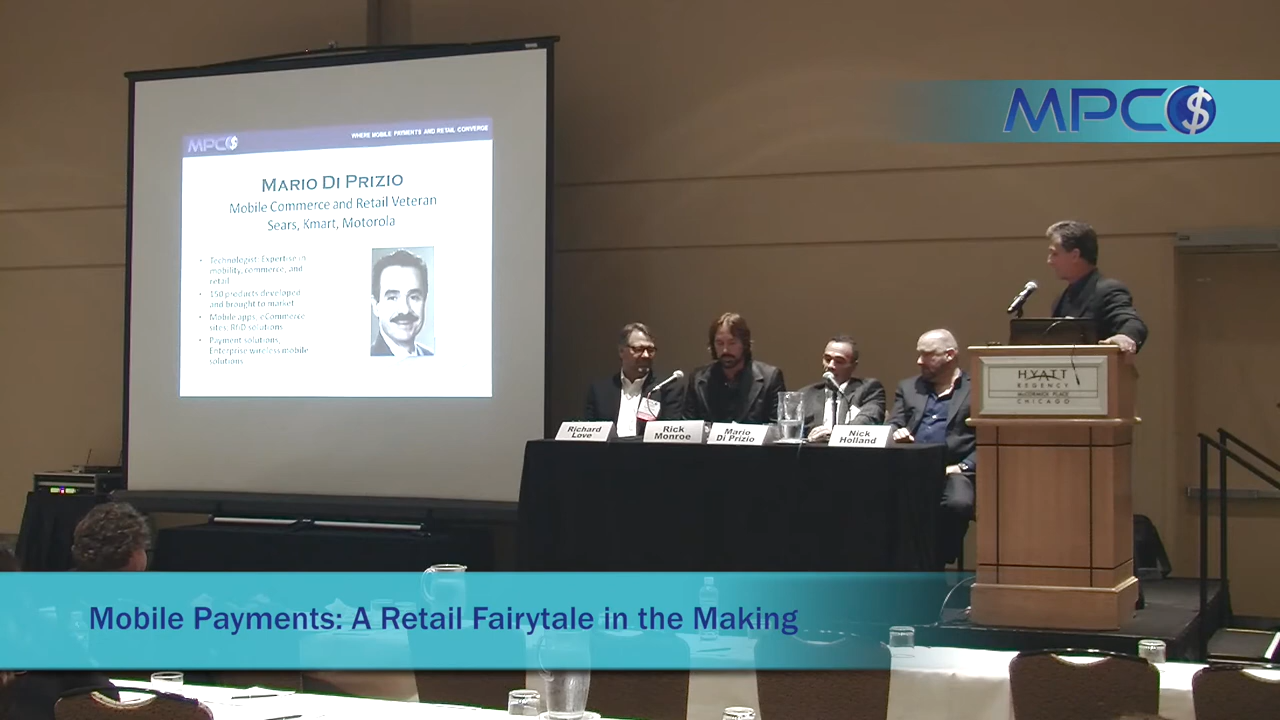 MPC$
WHERE MOBILE PAYMENTS AND RETAIL CONVERGE
MPC$
MARIO DI PRIZIO
Mobile Commerce and Retail Veteran
Sears, Kmart, Motorola
• Technologist: Expertise in
mobility, commerce, and
retail
• 150 products developed
and brought to market
• Mobile apps, eCommerce
sites, RFID solutions
• Payment solutions,
Enterprise wireless mobile
solutions
HYATT
REGENCY
McCORMICK PLACE
CHICAGO
Richard
Love
Rick
Monroe
Mario
Di Prizio
Nick
Holland
Mobile Payments: A Retail Fairytale in the Making